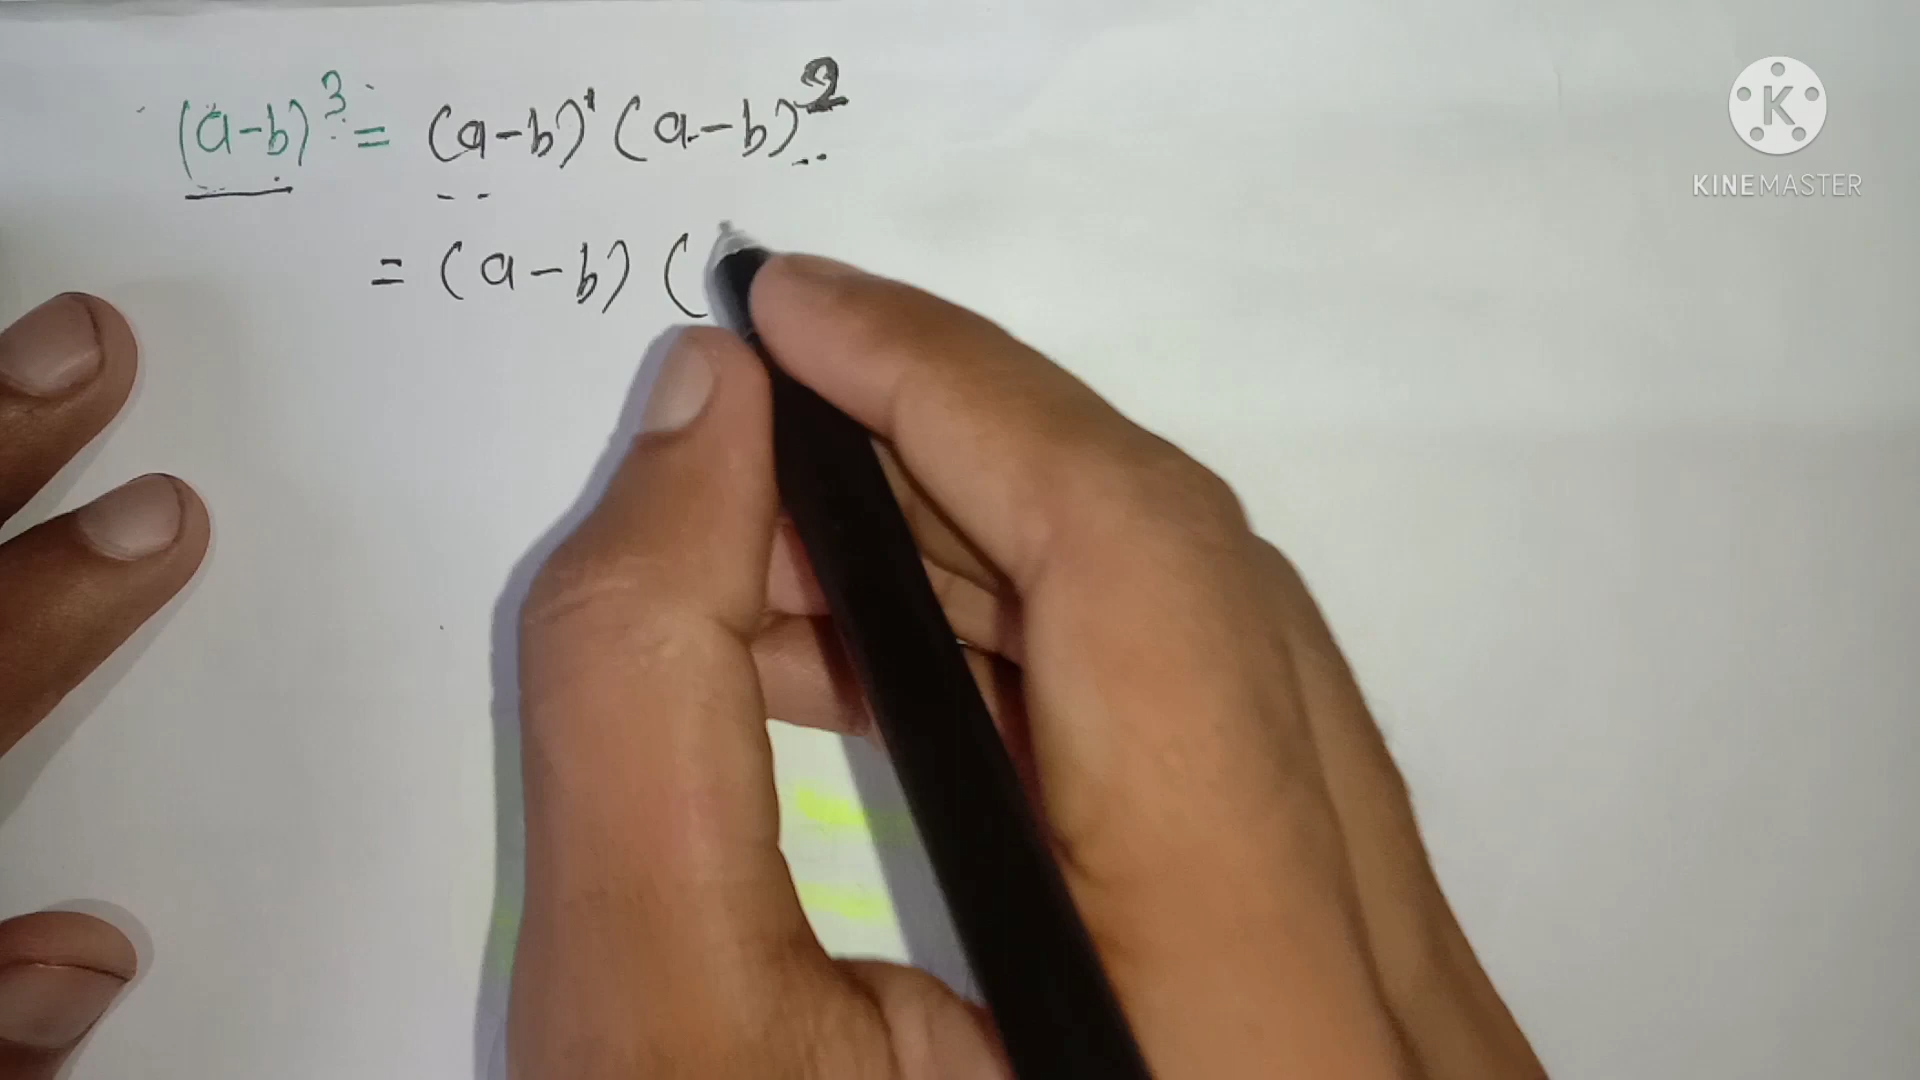 (a-b)³ = (a-b)¹ (a-b)²
= (a-b) (
K
KINEMASTER